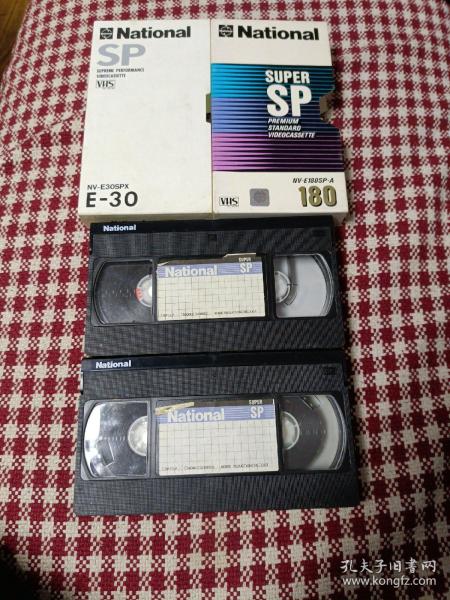 National
SP
SUPREME PERFORMANCE
VIDEOCASSETTE
VHS
NV-E30SPX
E-30
National
SUPER
SP
PREMIUM
STANDARD
VIDEOCASSETTE
NV-E180SP-A
VHS
180
National
National
SUPER
SP
National
National
SUPER
SP
孔夫子旧书网
www.kongfz.com